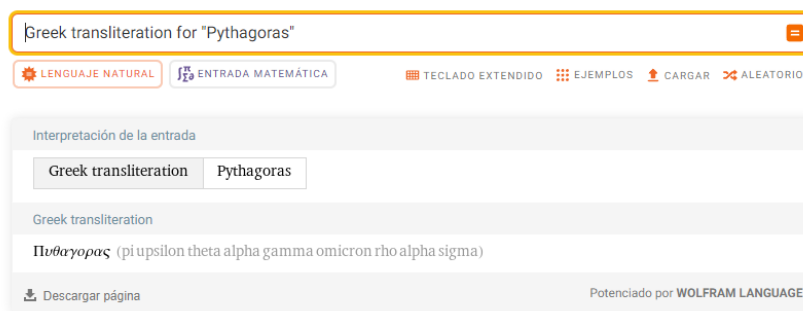 Greek transliteration for "Pythagoras"
LENGUAJE NATURAL ENTRADA MATEMÁTICA TECLADO EXTENDIDO EJEMPLOS CARGAR ALEATORIO
Interpretación de la entrada
Greek transliteration Pythagoras
Greek transliteration
Πυθαγορας (pi upsilon theta alpha gamma omicron rho alpha sigma)
Descargar página Potenciado por WOLFRAM LANGUAGE